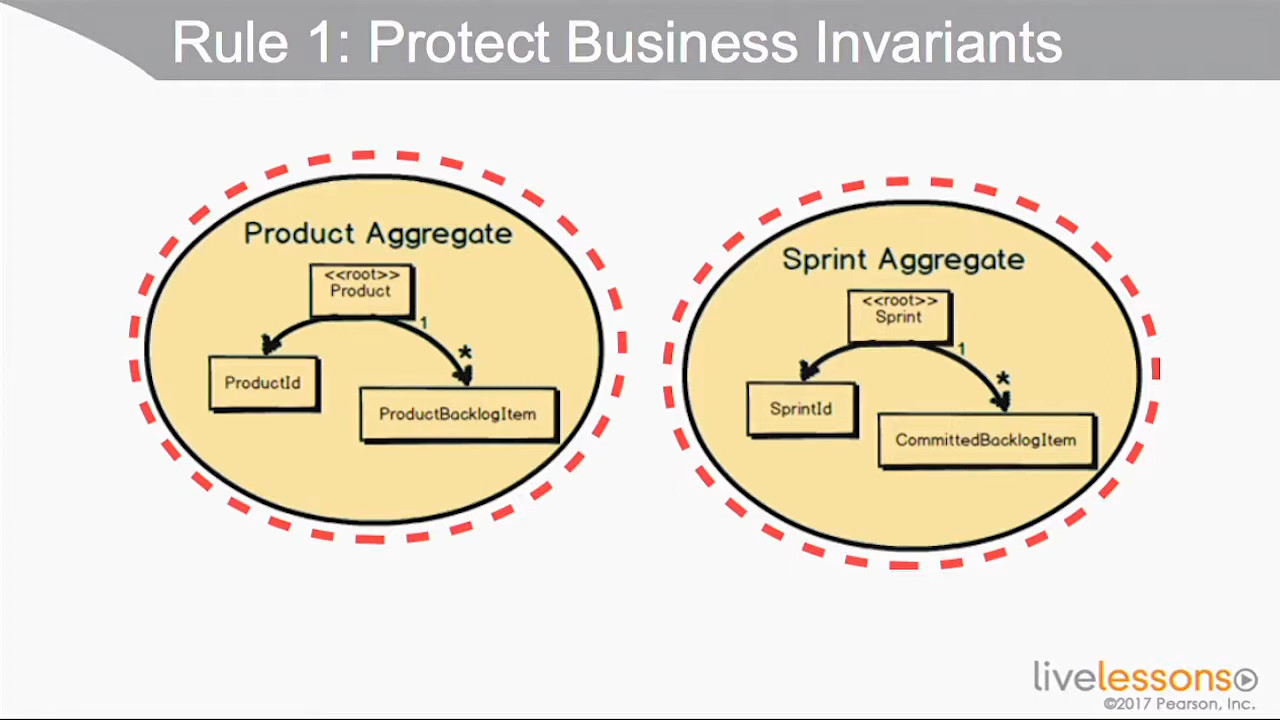 Rule 1: Protect Business Invariants
Product Aggregate
<<root>>
Product
1
*
ProductId
ProductBacklogItem
Sprint Aggregate
<<root>>
Sprint
1
*
SprintId
CommittedBacklogItem
livelessons
©2017 Pearson, Inc.